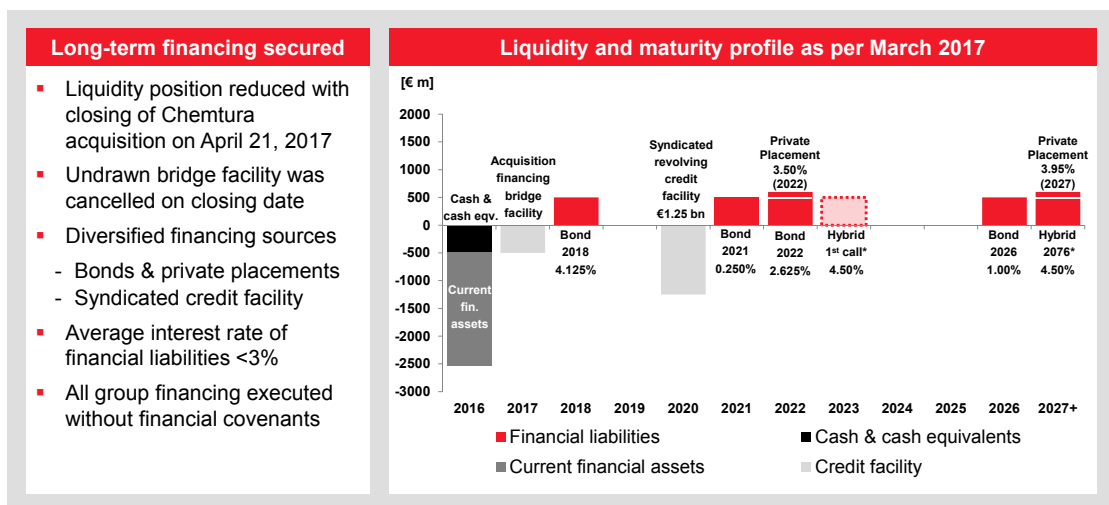 Long-term financing secured
▪ Liquidity position reduced with
closing of Chemtura
acquisition on April 21, 2017
▪ Undrawn bridge facility was
cancelled on closing date
▪ Diversified financing sources
- Bonds & private placements
- Syndicated credit facility
▪ Average interest rate of
financial liabilities <3%
▪ All group financing executed
without financial covenants
Liquidity and maturity profile as per March 2017
[€ m]
2000
1500
1000
500
0
-500
-1000
-1500
-2000
-2500
-3000
Cash &
cash eqv.
Current
fin.
assets
Acquisition
financing
bridge
facility
Bond
2018
4.125%
Syndicated
revolving
credit
facility
€1.25 bn
Bond
2021
0.250%
Private
Placement
3.50%
(2022)
Bond
2022
2.625%
Hybrid
1st call*
4.50%
Bond
2026
1.00%
Private
Placement
3.95%
(2027)
Hybrid
2076*
4.50%
2016 2017 2018 2019 2020 2021 2022 2023 2024 2025 2026 2027+
Financial liabilities
Cash & cash equivalents
Current financial assets
Credit facility